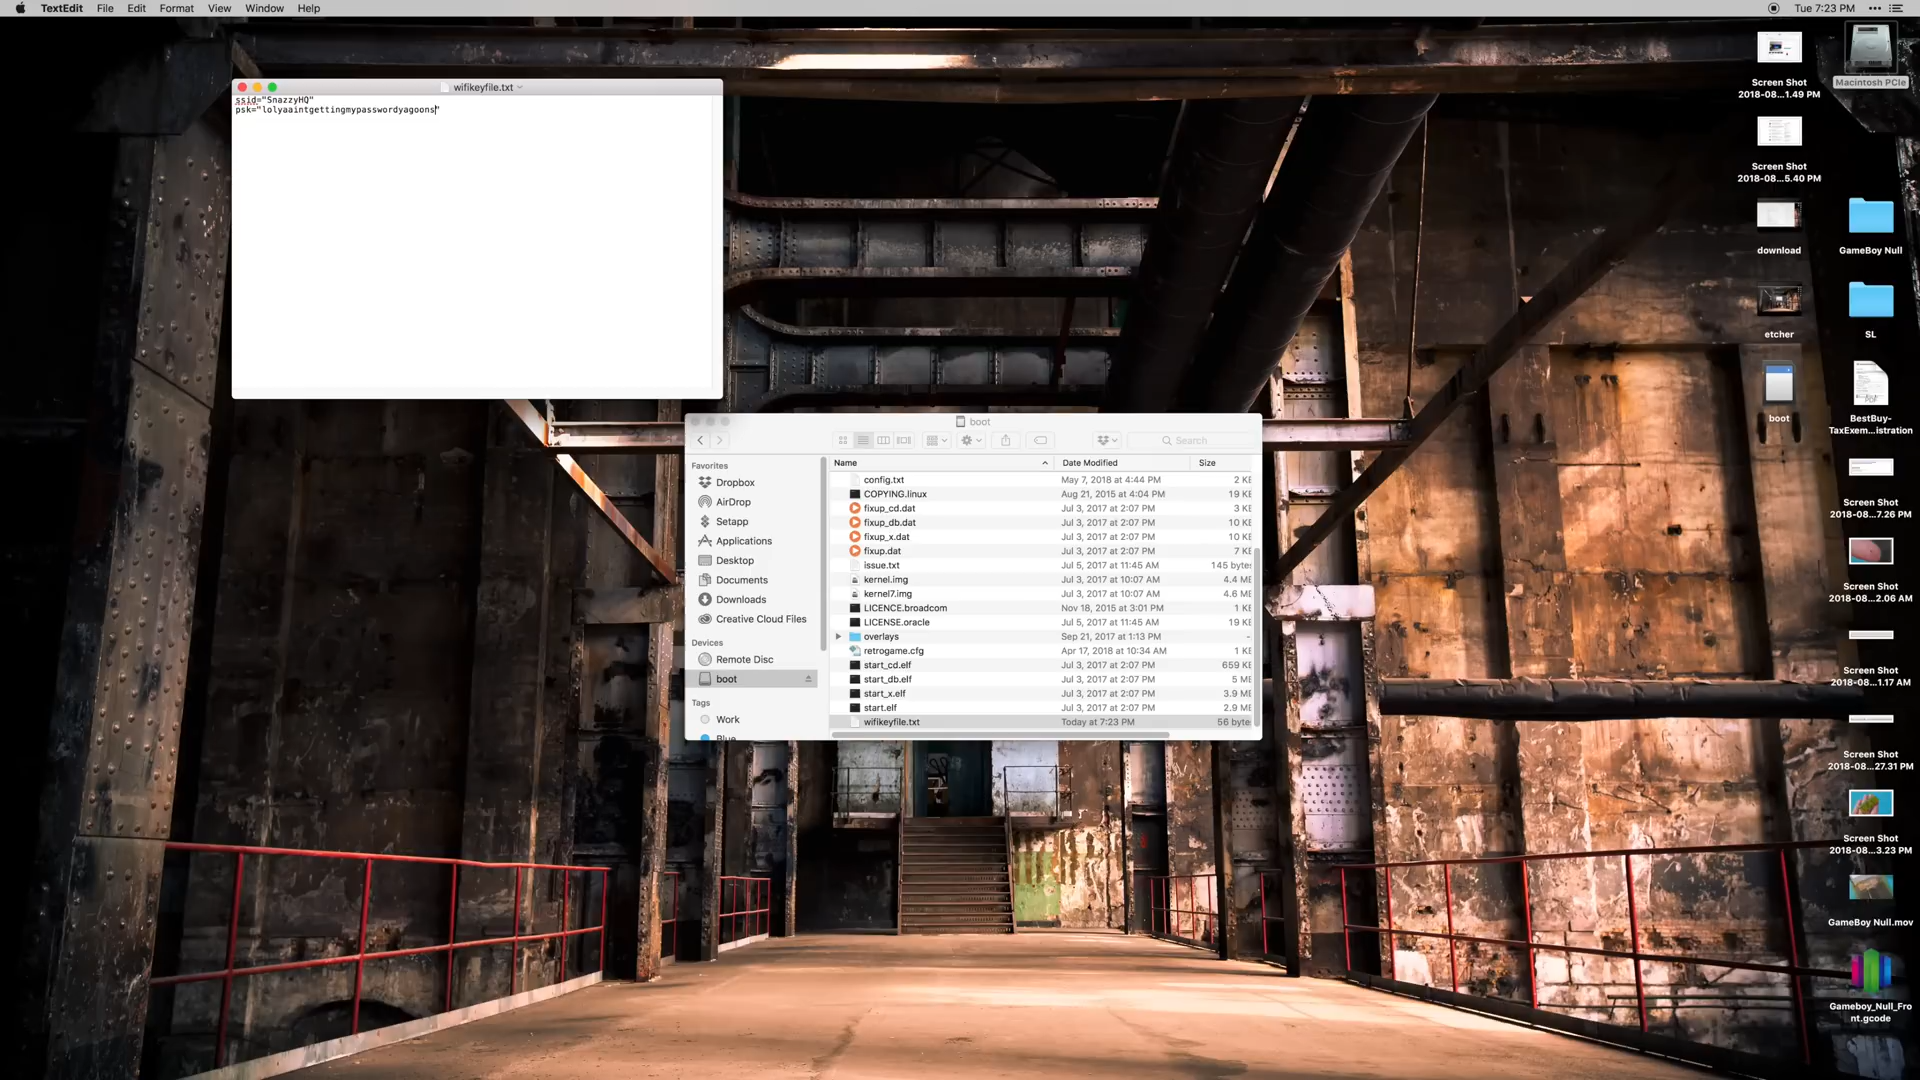 TextEdit File Edit Format View Window Help
Tue 7:23 PM
wifikeyfile.txt
ssid="SnazzyHQ"
psk="lolyaaintgettingmypasswordyagoons"
boot
Search
Favorites
Dropbox
AirDrop
Setapp
Applications
Desktop
Documents
Downloads
Creative Cloud Files
Devices
Remote Disc
boot
Tags
Work
Blue
Name Date Modified Size
config.txt May 7, 2018 at 4:44 PM 2 KB
COPYING.linux Aug 21, 2015 at 4:04 PM 19 KB
fixup_cd.dat Jul 3, 2017 at 2:07 PM 3 KB
fixup_db.dat Jul 3, 2017 at 2:07 PM 10 KB
fixup_x.dat Jul 3, 2017 at 2:07 PM 10 KB
fixup.dat Jul 3, 2017 at 2:07 PM 7 KB
issue.txt Jul 5, 2017 at 11:45 AM 145 bytes
kernel.img Jul 3, 2017 at 10:07 AM 4.4 MB
kernel7.img Jul 3, 2017 at 10:07 AM 4.6 MB
LICENCE.broadcom Nov 18, 2015 at 3:01 PM 1 KB
LICENSE.oracle Jul 5, 2017 at 11:45 AM 19 KB
overlays Sep 21, 2017 at 1:13 PM --
retrogame.cfg Apr 17, 2018 at 10:34 AM 1 KB
start_cd.elf Jul 3, 2017 at 2:07 PM 659 KB
start_db.elf Jul 3, 2017 at 2:07 PM 5 MB
start_x.elf Jul 3, 2017 at 2:07 PM 3.9 MB
start.elf Jul 3, 2017 at 2:07 PM 2.9 MB
wifikeyfile.txt Today at 7:23 PM 56 bytes
Screen Shot
2018-08...1.49 PM
Screen Shot
2018-08...5.40 PM
download
etcher
boot
Macintosh PCIe
GameBoy Null
SL
PDF
BestBuy-
TaxExem...istration
Screen Shot
2018-08...7.26 PM
Screen Shot
2018-08...2.06 AM
Screen Shot
2018-08...1.17 AM
Screen Shot
2018-08...27.31 PM
Screen Shot
2018-08...3.23 PM
GameBoy Null.mov
Gameboy_Null_Fro
nt.gcode